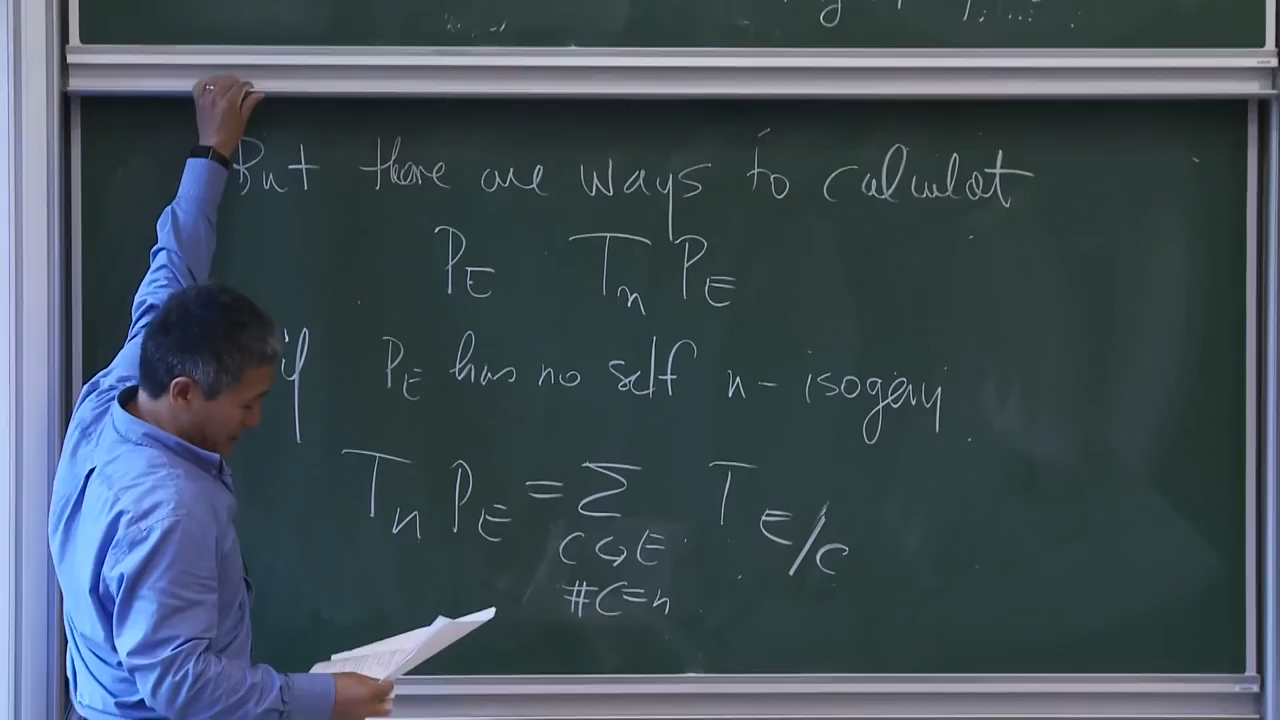 But there are ways to calculat
P_E T_n P_E
if P_E has no self n-isogeny.
T_n P_E = Σ T_{E/C}
C ↪ E
#C=n